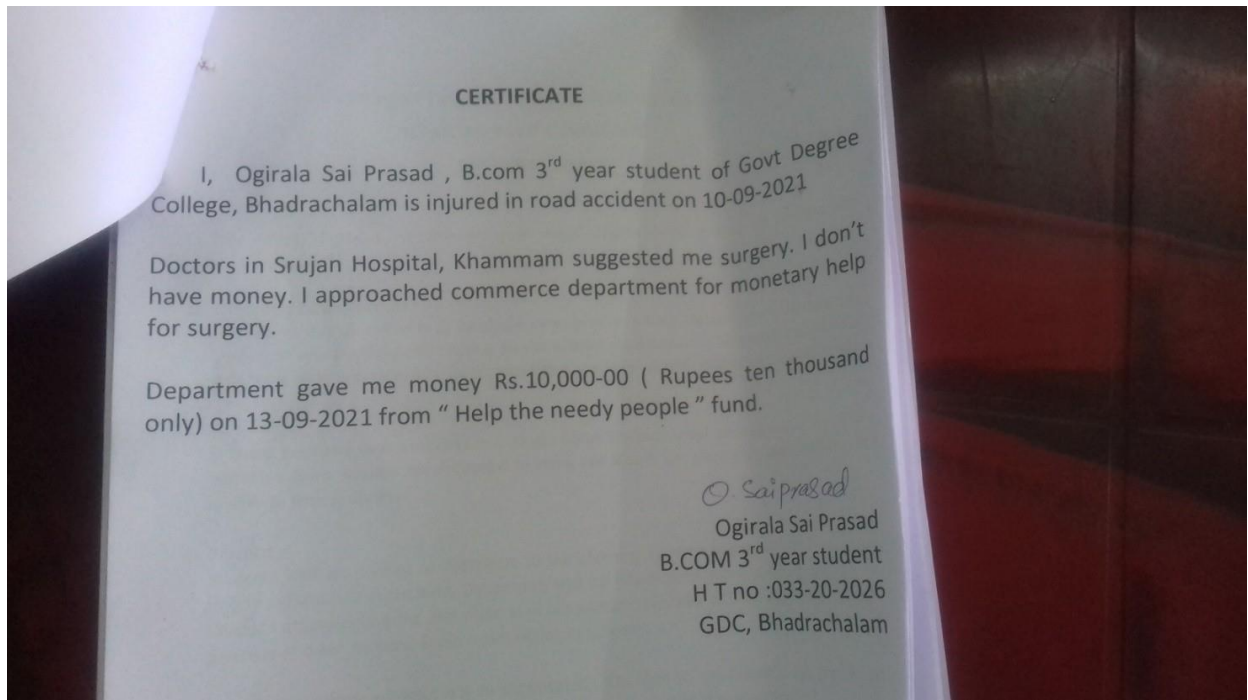 CERTIFICATE
I, Ogirala Sai Prasad , B.com 3rd year student of Govt Degree
College, Bhadrachalam is injured in road accident on 10-09-2021
Doctors in Srujan Hospital, Khammam suggested me surgery. I don't
have money. I approached commerce department for monetary help
for surgery.
Department gave me money Rs.10,000-00 ( Rupees ten thousand
only) on 13-09-2021 from “ Help the needy people ” fund.
O. Saiprasad
Ogirala Sai Prasad
B.COM 3rd year student
H T no :033-20-2026
GDC, Bhadrachalam